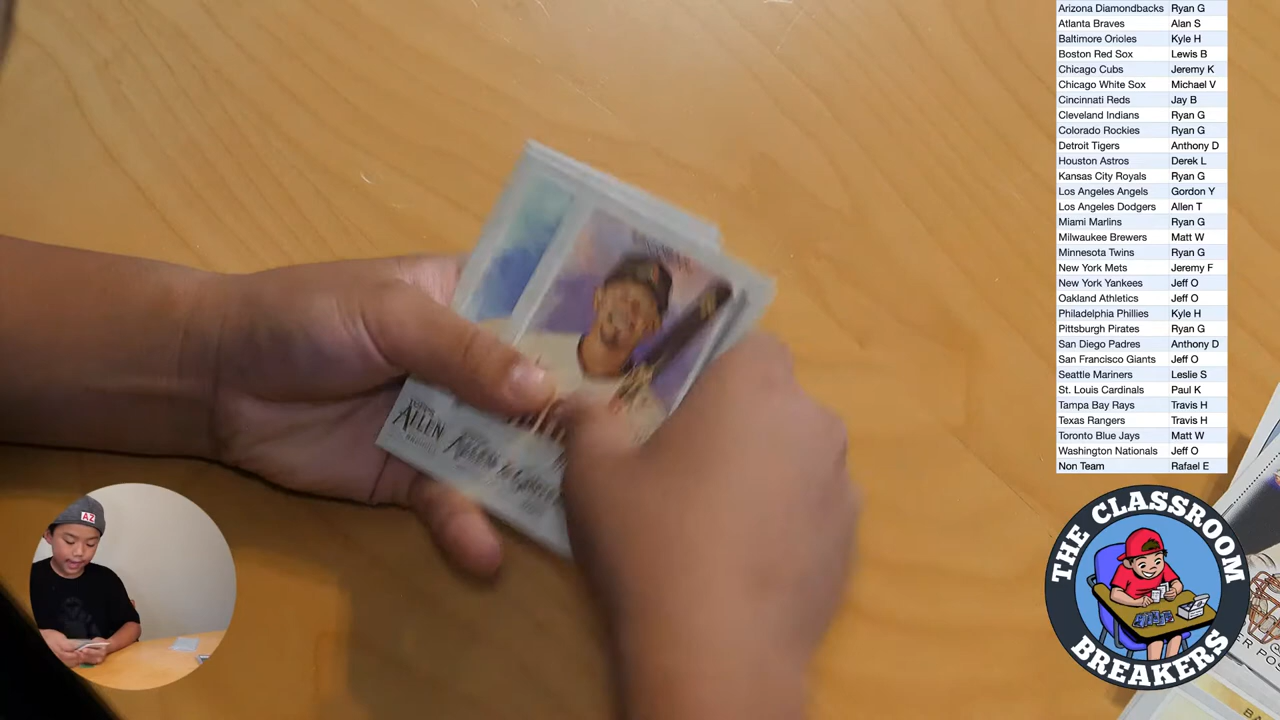 Arizona Diamondbacks Ryan G
Atlanta Braves Alan S
Baltimore Orioles Kyle H
Boston Red Sox Lewis B
Chicago Cubs Jeremy K
Chicago White Sox Michael V
Cincinnati Reds Jay B
Cleveland Indians Ryan G
Colorado Rockies Ryan G
Detroit Tigers Anthony D
Houston Astros Derek L
Kansas City Royals Ryan G
Los Angeles Angels Gordon Y
Los Angeles Dodgers Allen T
Miami Marlins Ryan G
Milwaukee Brewers Matt W
Minnesota Twins Ryan G
New York Mets Jeremy F
New York Yankees Jeff O
Oakland Athletics Jeff O
Philadelphia Phillies Kyle H
Pittsburgh Pirates Ryan G
San Diego Padres Anthony D
San Francisco Giants Jeff O
Seattle Mariners Leslie S
St. Louis Cardinals Paul K
Tampa Bay Rays Travis H
Texas Rangers Travis H
Toronto Blue Jays Matt W
Washington Nationals Jeff O
Non Team Rafael E
ALLEN
AZ
THE CLASSROOM
BREAKERS